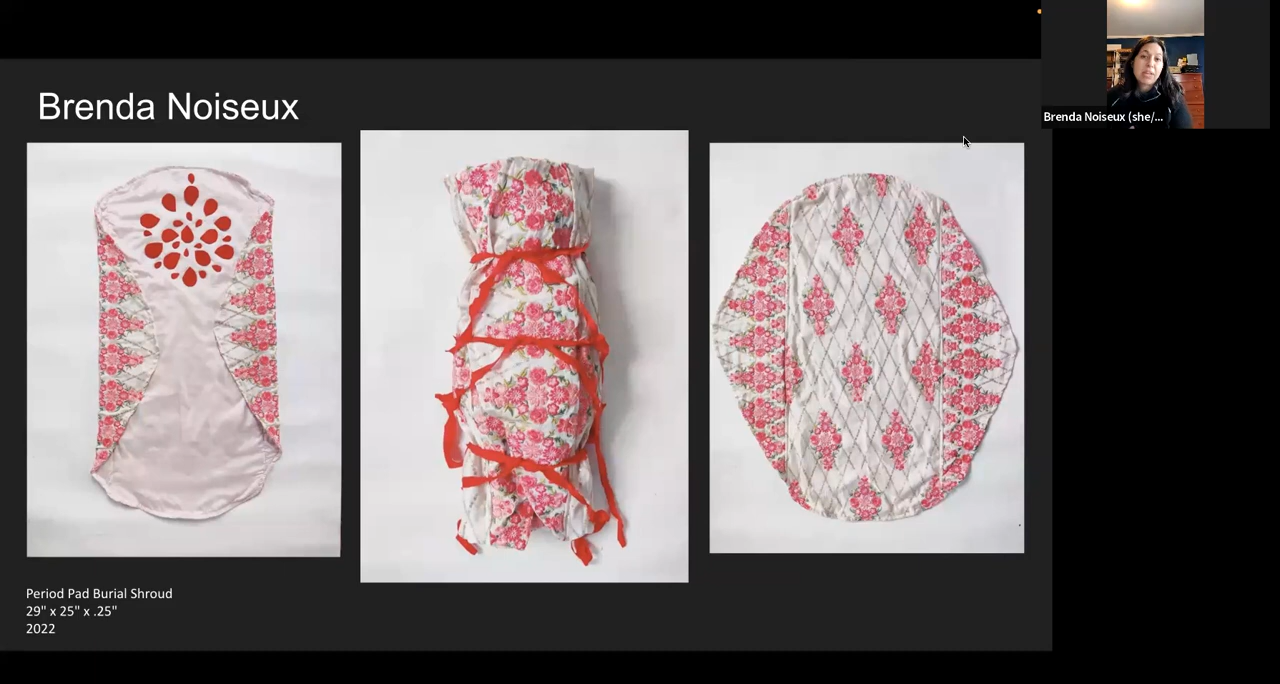 Brenda Noiseux
Brenda Noiseux (she/...
Period Pad Burial Shroud
29" x 25" x .25"
2022